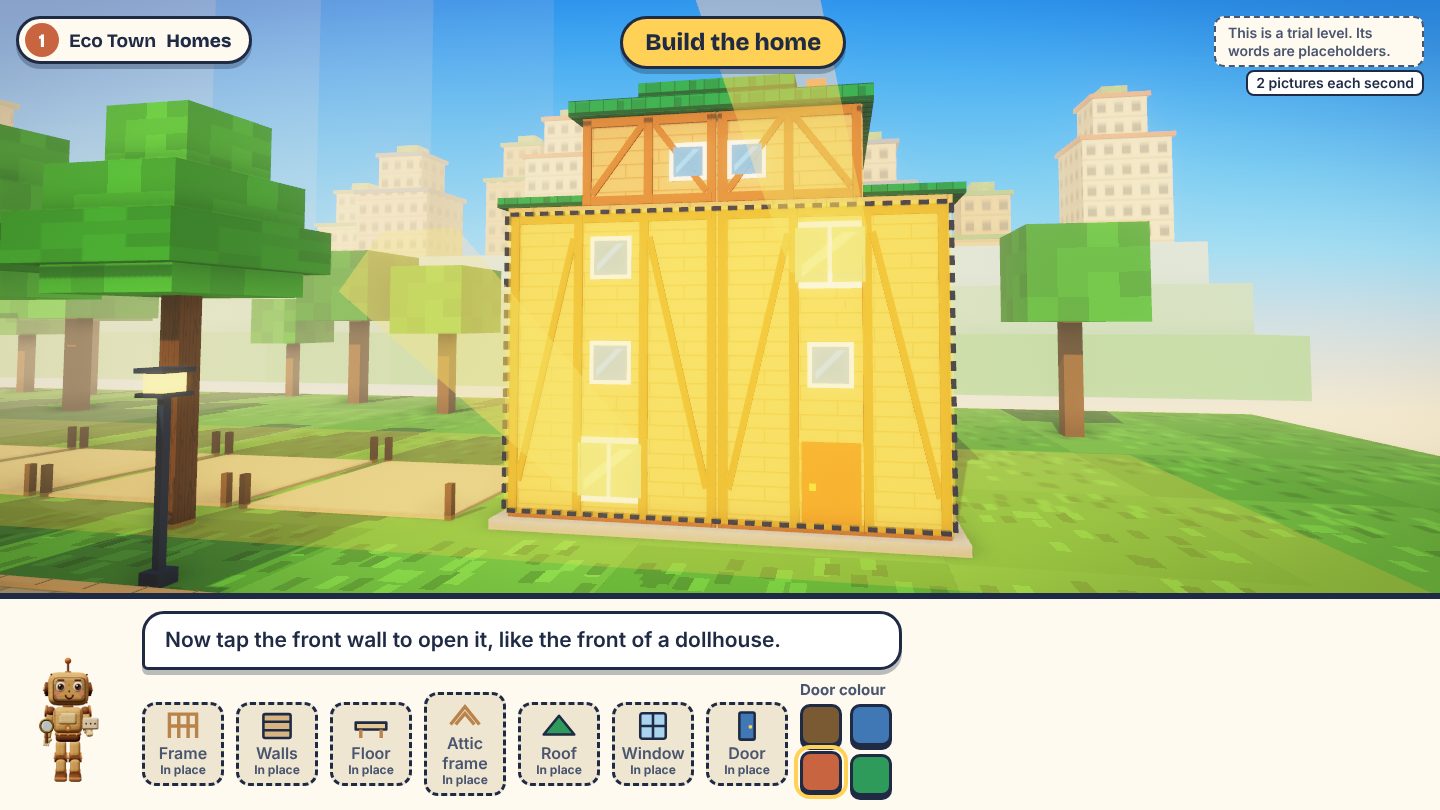 1 Eco Town Homes
Build the home
This is a trial level. Its
words are placeholders.
2 pictures each second
Now tap the front wall to open it, like the front of a dollhouse.
Door colour
Frame
In place
Walls
In place
Floor
In place
Attic
frame
In place
Roof
In place
Window
In place
Door
In place